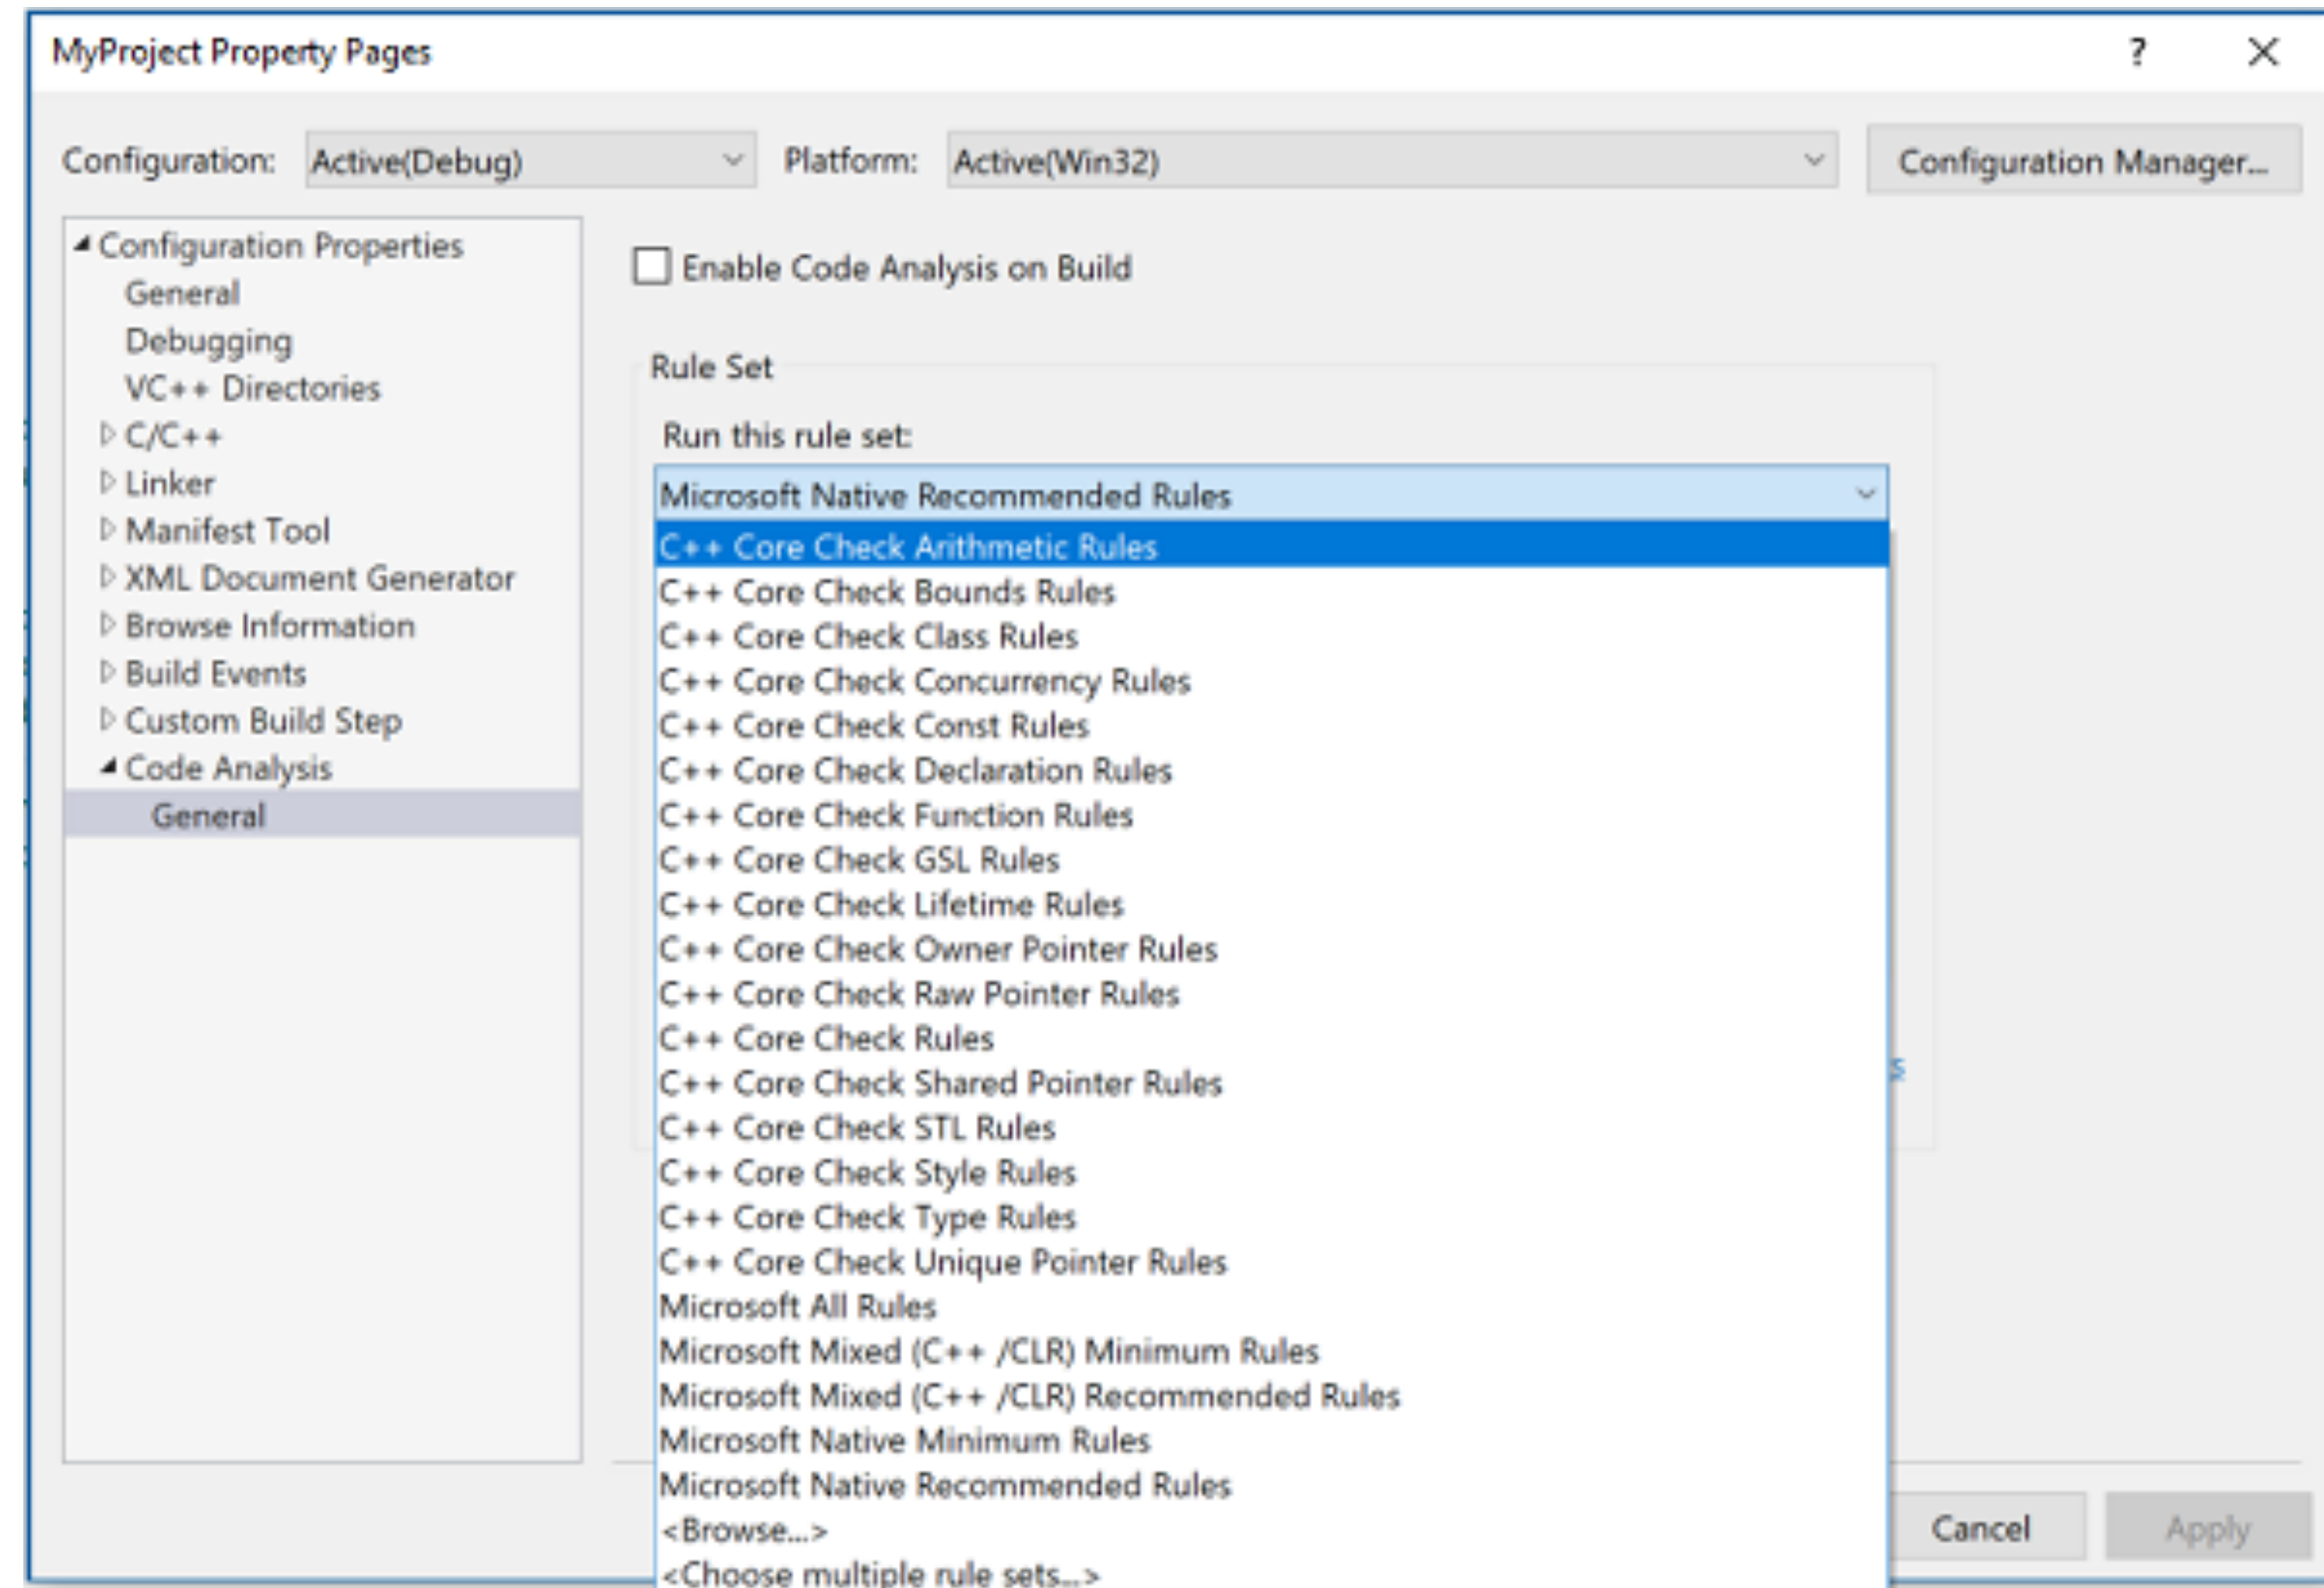 MyProject Property Pages
?
Configuration: Active(Debug) Platform: Active(Win32) Configuration Manager...
Configuration Properties
General
Debugging
VC++ Directories
C/C++
Linker
Manifest Tool
XML Document Generator
Browse Information
Build Events
Custom Build Step
Code Analysis
General
Enable Code Analysis on Build
Rule Set
Run this rule set:
Microsoft Native Recommended Rules
C++ Core Check Arithmetic Rules
C++ Core Check Bounds Rules
C++ Core Check Class Rules
C++ Core Check Concurrency Rules
C++ Core Check Const Rules
C++ Core Check Declaration Rules
C++ Core Check Function Rules
C++ Core Check GSL Rules
C++ Core Check Lifetime Rules
C++ Core Check Owner Pointer Rules
C++ Core Check Raw Pointer Rules
C++ Core Check Rules
C++ Core Check Shared Pointer Rules
C++ Core Check STL Rules
C++ Core Check Style Rules
C++ Core Check Type Rules
C++ Core Check Unique Pointer Rules
Microsoft All Rules
Microsoft Mixed (C++ /CLR) Minimum Rules
Microsoft Mixed (C++ /CLR) Recommended Rules
Microsoft Native Minimum Rules
Microsoft Native Recommended Rules
<Browse...>
<Choose multiple rule sets...>
s
Cancel Apply